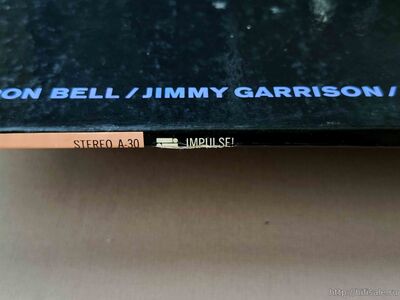 ON BELL / JIMMY GARRISON /
STEREO A-30 IMPULSE!